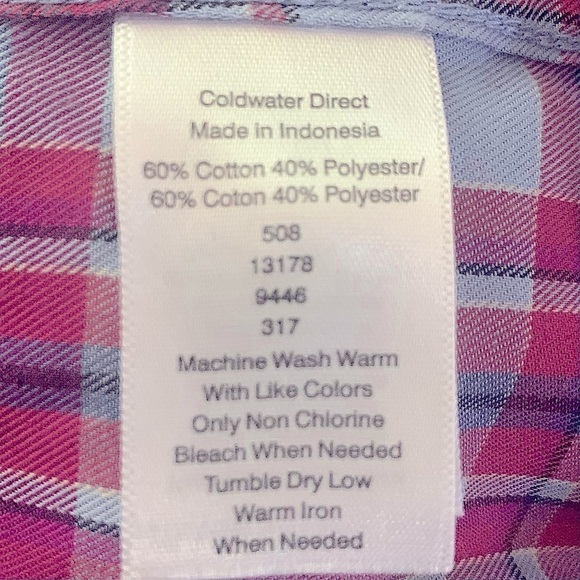 Coldwater Direct
Made in Indonesia
60% Cotton 40% Polyester/
60% Coton 40% Polyester
508
13178
9446
317
Machine Wash Warm
With Like Colors
Only Non Chlorine
Bleach When Needed
Tumble Dry Low
Warm Iron
When Needed